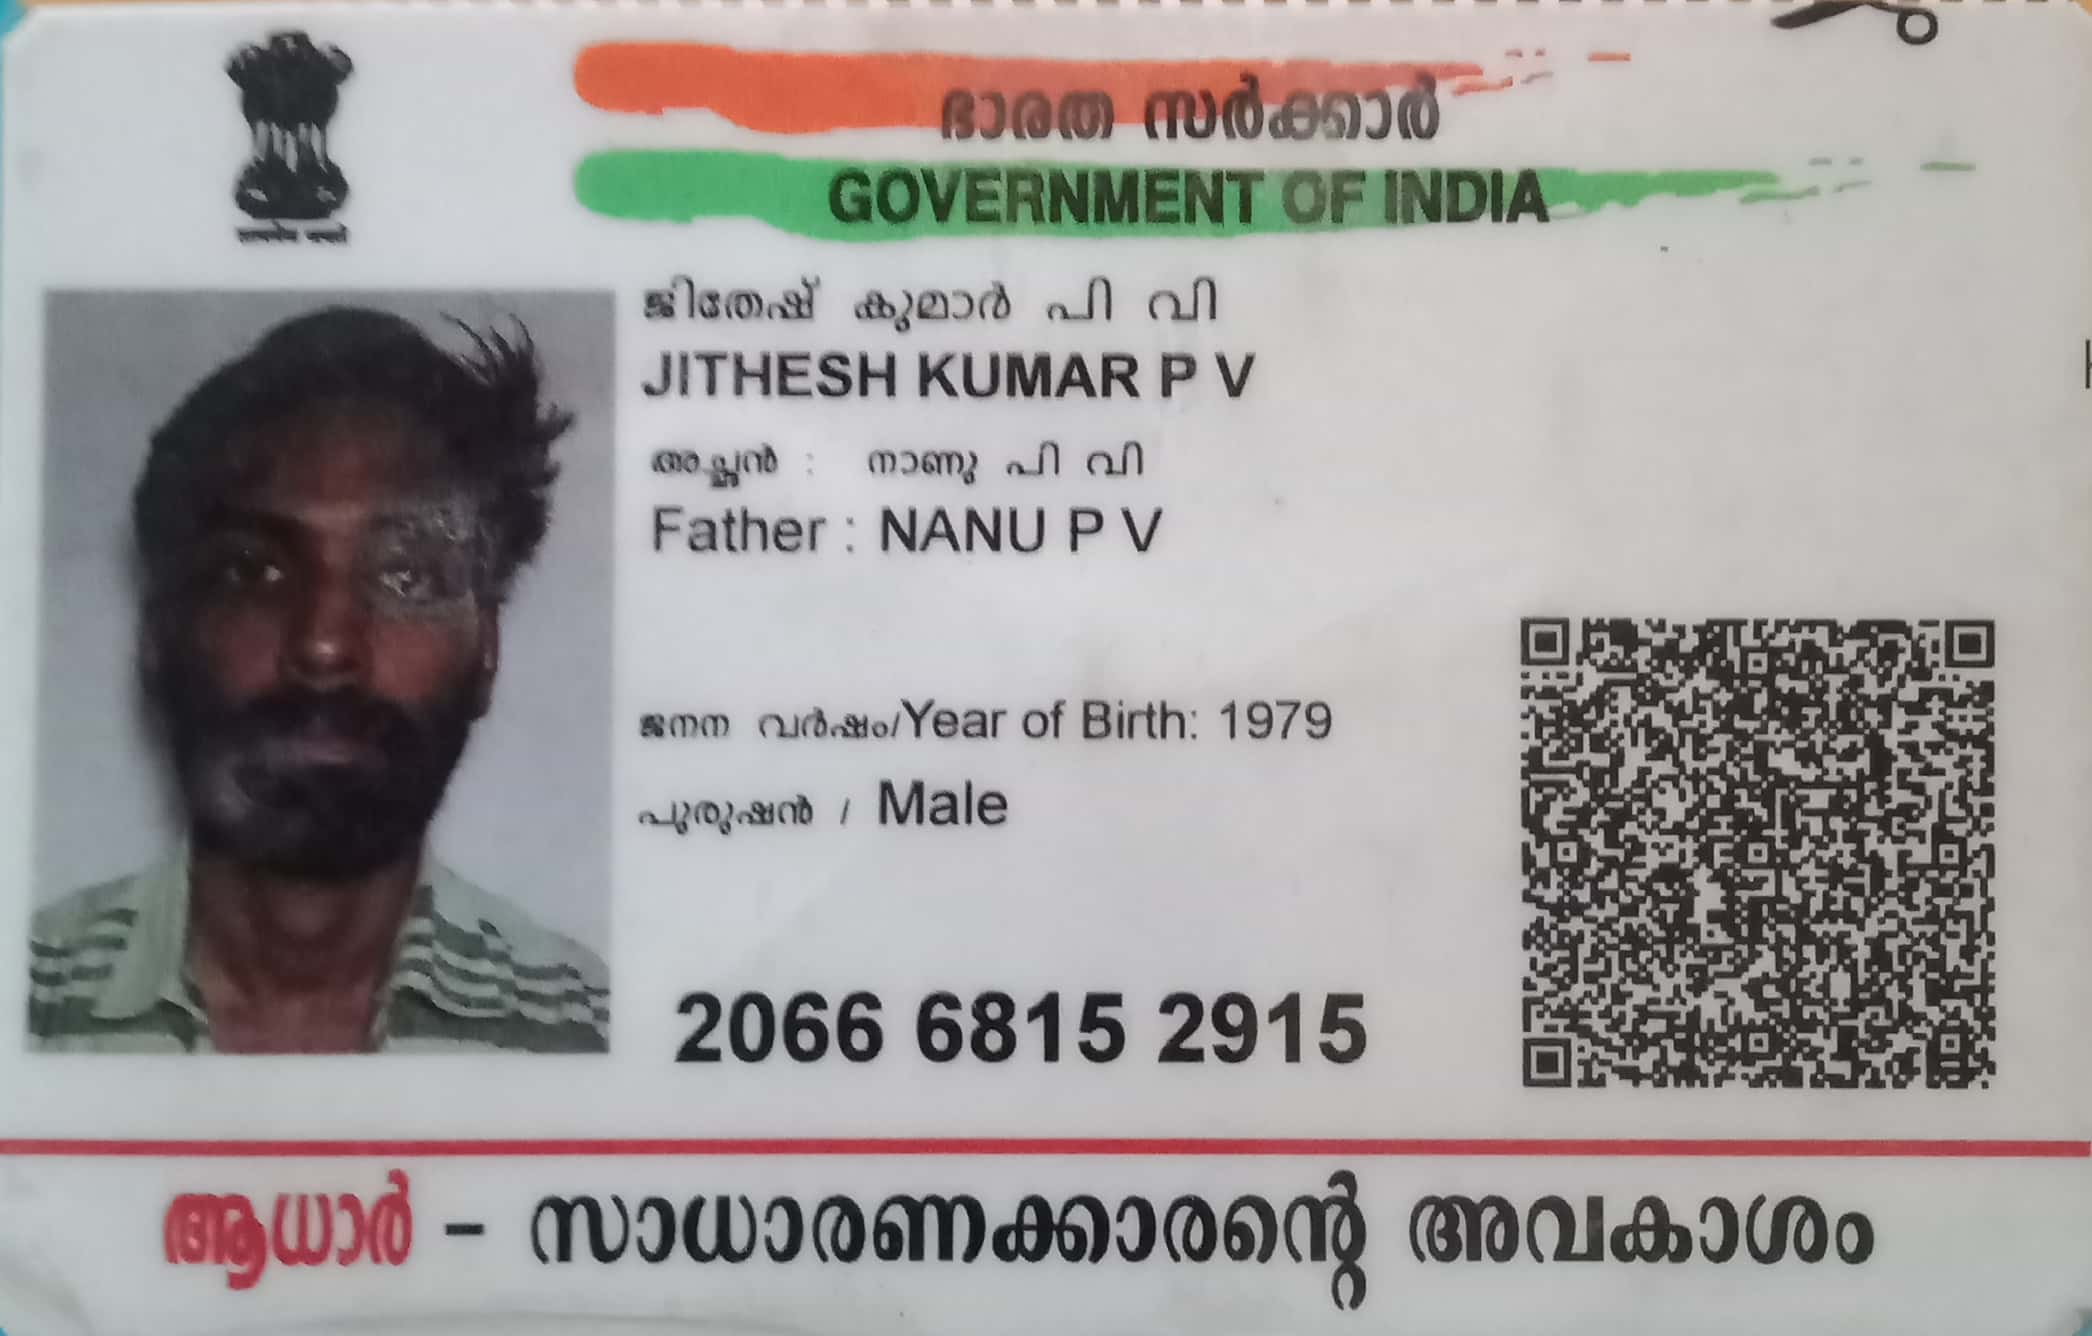 ഭാരത സർക്കാർ
GOVERNMENT OF INDIA
ജിതേഷ് കുമാർ പി വി
JITHESH KUMAR P V
അച്ഛൻ : നാണു പി വി
Father : NANU P V
ജനന വർഷം/Year of Birth: 1979
പുരുഷൻ / Male
2066 6815 2915
ആധാർ - സാധാരണക്കാരന്റെ അവകാശം